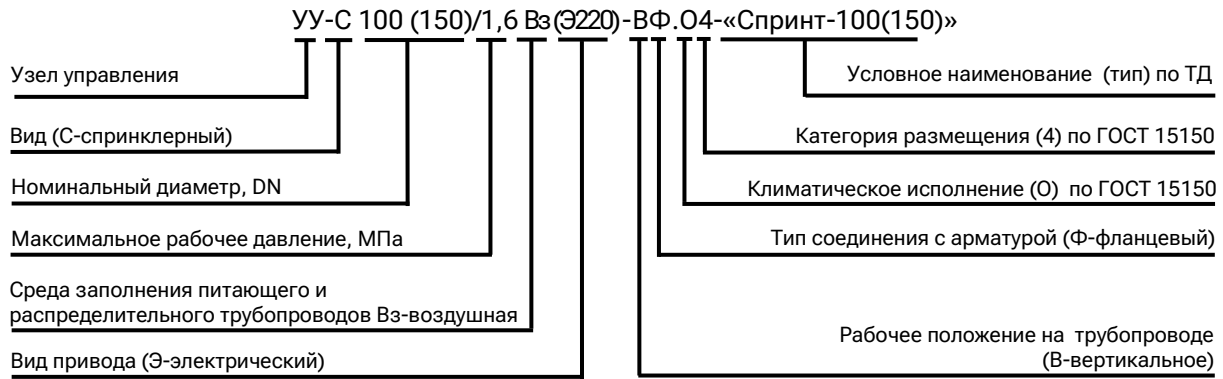 УУ-С 100 (150)/1,6 Вз(Э220)-ВФ.О4-«Спринт-100(150)»
Узел управления
Вид (С-спринклерный)
Номинальный диаметр, DN
Максимальное рабочее давление, МПа
Среда заполнения питающего и
распределительного трубопроводов Вз-воздушная
Вид привода (Э-электрический)
Условное наименование (тип) по ТД
Категория размещения (4) по ГОСТ 15150
Климатическое исполнение (О) по ГОСТ 15150
Тип соединения с арматурой (Ф-фланцевый)
Рабочее положение на трубопроводе
(В-вертикальное)